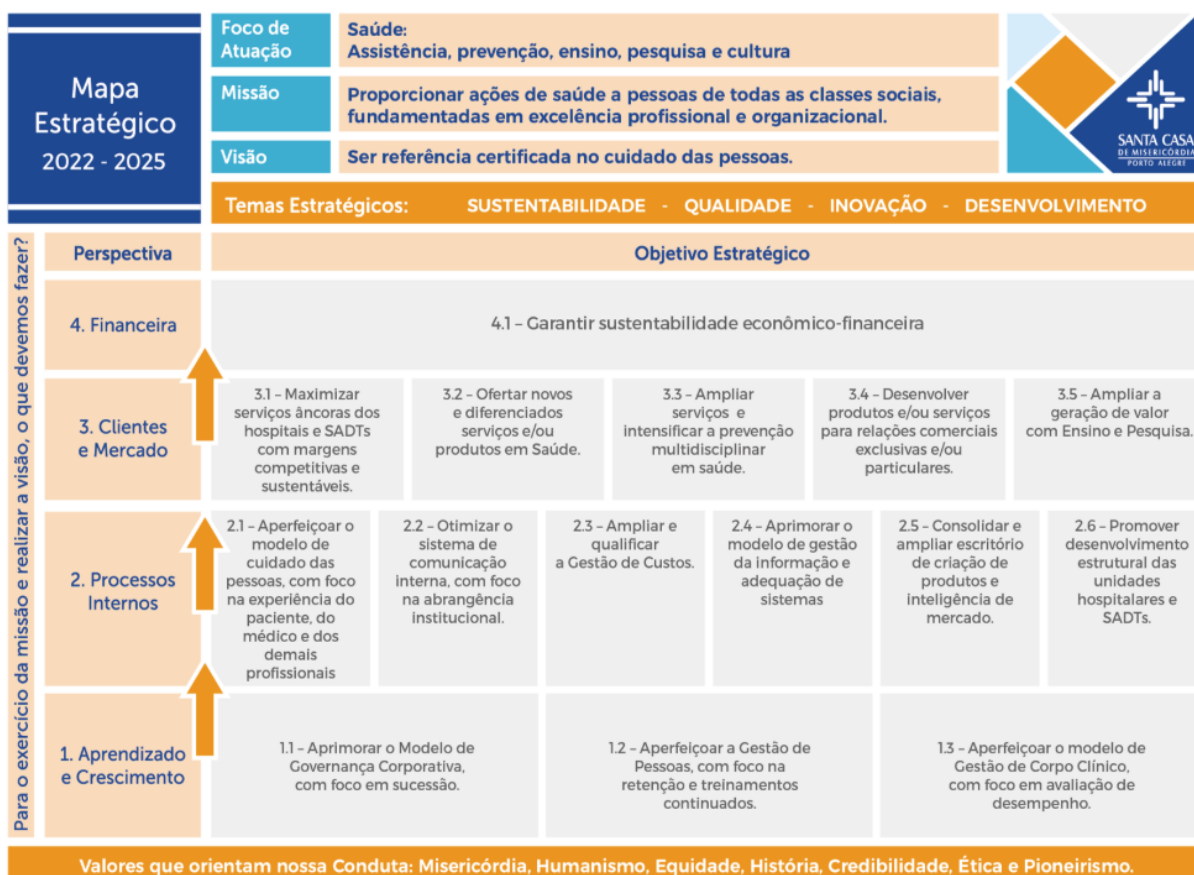 Mapa
Estratégico
2022 - 2025
Foco de
Atuação
Saúde:
Assistência, prevenção, ensino, pesquisa e cultura
Missão
Proporcionar ações de saúde a pessoas de todas as classes sociais,
fundamentadas em excelência profissional e organizacional.
Visão
Ser referência certificada no cuidado das pessoas.
SANTA CASA
DE MISERICÓRDIA
PORTO ALEGRE
Temas Estratégicos: SUSTENTABILIDADE - QUALIDADE - INOVAÇÃO - DESENVOLVIMENTO
Para o exercício da missão e realizar a visão, o que devemos fazer?
Perspectiva
Objetivo Estratégico
4. Financeira
4.1 – Garantir sustentabilidade econômico-financeira
3. Clientes
e Mercado
3.1 – Maximizar
serviços âncoras dos
hospitais e SADTs
com margens
competitivas e
sustentáveis.
3.2 – Ofertar novos
e diferenciados
serviços e/ou
produtos em Saúde.
3.3 – Ampliar
serviços e
intensificar a prevenção
multidisciplinar
em saúde.
3.4 – Desenvolver
produtos e/ou serviços
para relações comerciais
exclusivas e/ou
particulares.
3.5 – Ampliar a
geração de valor
com Ensino e Pesquisa.
2. Processos
Internos
2.1 – Aperfeiçoar o
modelo de
cuidado das
pessoas, com foco
na experiência do
paciente, do
médico e dos
demais
profissionais
2.2 – Otimizar o
sistema de
comunicação
interna, com foco
na abrangência
institucional.
2.3 – Ampliar e
qualificar
a Gestão de Custos.
2.4 – Aprimorar o
modelo de gestão
da informação e
adequação de
sistemas
2.5 – Consolidar e
ampliar escritório
de criação de
produtos e
inteligência de
mercado.
2.6 – Promover
desenvolvimento
estrutural das
unidades
hospitalares e
SADTs.
1. Aprendizado
e Crescimento
1.1 – Aprimorar o Modelo de
Governança Corporativa,
com foco em sucessão.
1.2 – Aperfeiçoar a Gestão de
Pessoas, com foco na
retenção e treinamentos
continuados.
1.3 – Aperfeiçoar o modelo de
Gestão de Corpo Clínico,
com foco em avaliação de
desempenho.
Valores que orientam nossa Conduta: Misericórdia, Humanismo, Equidade, História, Credibilidade, Ética e Pioneirismo.